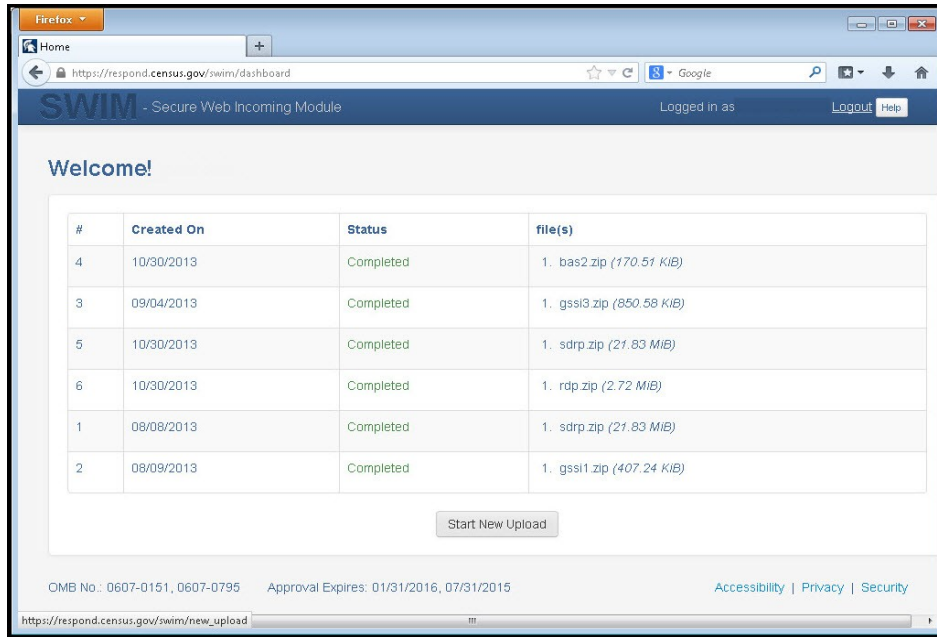 Firefox
Home
https://respond.census.gov/swim/dashboard
Google
SWIM - Secure Web Incoming Module Logged in as Logout Help
Welcome!
# Created On Status file(s)
4 10/30/2013 Completed 1. bas2.zip (170.51 KiB)
3 09/04/2013 Completed 1. gssi3.zip (850.58 KiB)
5 10/30/2013 Completed 1. sdrp.zip (21.83 MiB)
6 10/30/2013 Completed 1. rdp.zip (2.72 MiB)
1 08/08/2013 Completed 1. sdrp.zip (21.83 MiB)
2 08/09/2013 Completed 1. gssi1.zip (407.24 KiB)
Start New Upload
OMB No.: 0607-0151, 0607-0795 Approval Expires: 01/31/2016, 07/31/2015 Accessibility | Privacy | Security
https://respond.census.gov/swim/new_upload